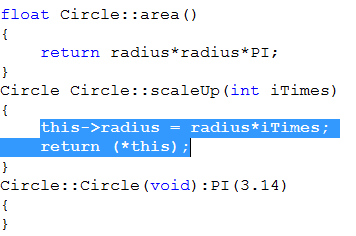 float Circle::area()
{
    return radius*radius*PI;
}
Circle Circle::scaleUp(int iTimes)
{
    this->radius = radius*iTimes;
    return (*this);
}
Circle::Circle(void):PI(3.14)
{
}